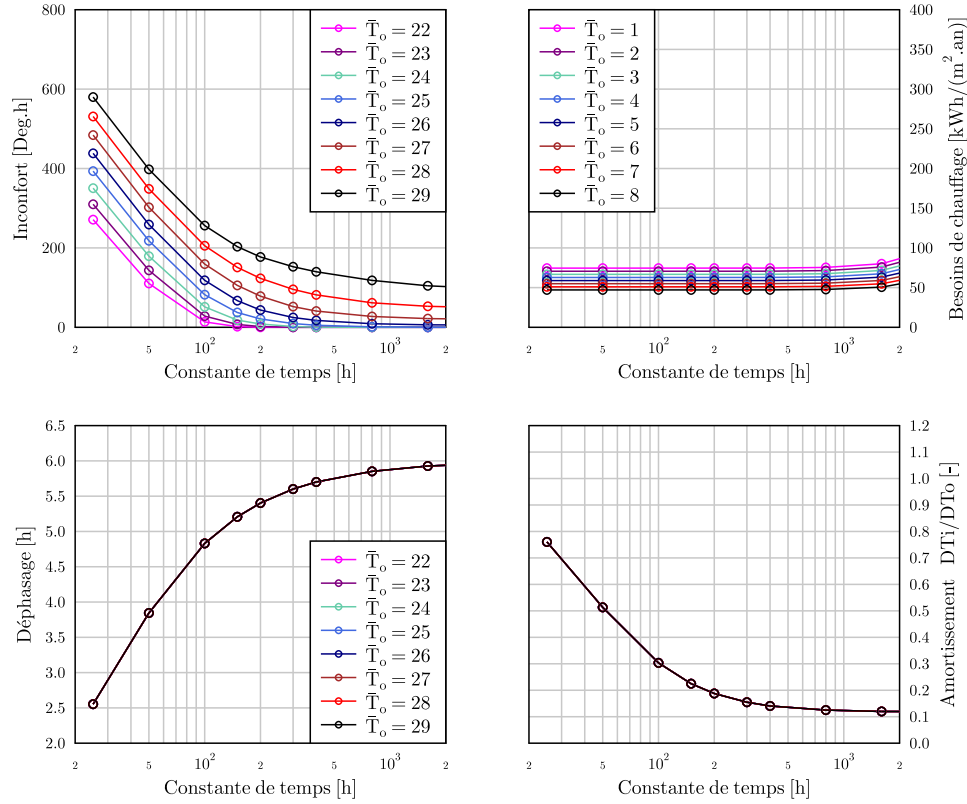 800
600
400
200
0
Inconfort [Deg.h]
T̄ₒ = 22
T̄ₒ = 23
T̄ₒ = 24
T̄ₒ = 25
T̄ₒ = 26
T̄ₒ = 27
T̄ₒ = 28
T̄ₒ = 29
2 5 10² 2 5 10³ 2
Constante de temps [h]
T̄ₒ = 1
T̄ₒ = 2
T̄ₒ = 3
T̄ₒ = 4
T̄ₒ = 5
T̄ₒ = 6
T̄ₒ = 7
T̄ₒ = 8
400
350
300
250
200
150
100
50
0
Besoins de chauffage [kWh/(m².an)]
2 5 10² 2 5 10³ 2
Constante de temps [h]
6.5
6.0
5.5
5.0
4.5
4.0
3.5
3.0
2.5
2.0
Déphasage [h]
T̄ₒ = 22
T̄ₒ = 23
T̄ₒ = 24
T̄ₒ = 25
T̄ₒ = 26
T̄ₒ = 27
T̄ₒ = 28
T̄ₒ = 29
2 5 10² 2 5 10³ 2
Constante de temps [h]
1.2
1.1
1.0
0.9
0.8
0.7
0.6
0.5
0.4
0.3
0.2
0.1
0.0
Amortissement DTi/DTo [-]
2 5 10² 2 5 10³ 2
Constante de temps [h]